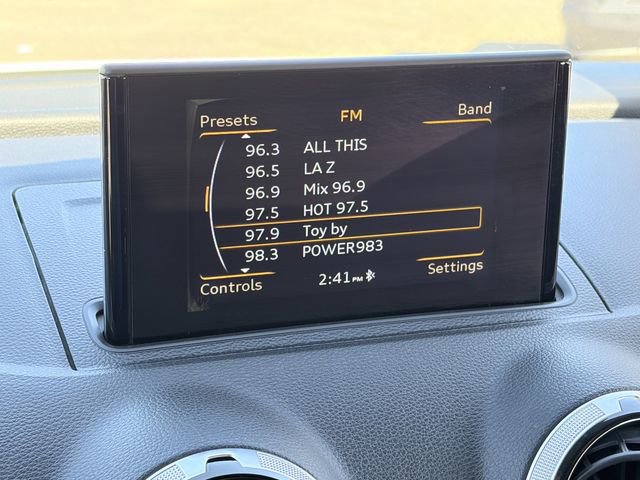 Presets FM Band
96.3 ALL THIS
96.5 LA Z
96.9 Mix 96.9
97.5 HOT 97.5
97.9 Toy by
98.3 POWER983
Controls 2:41 PM Settings